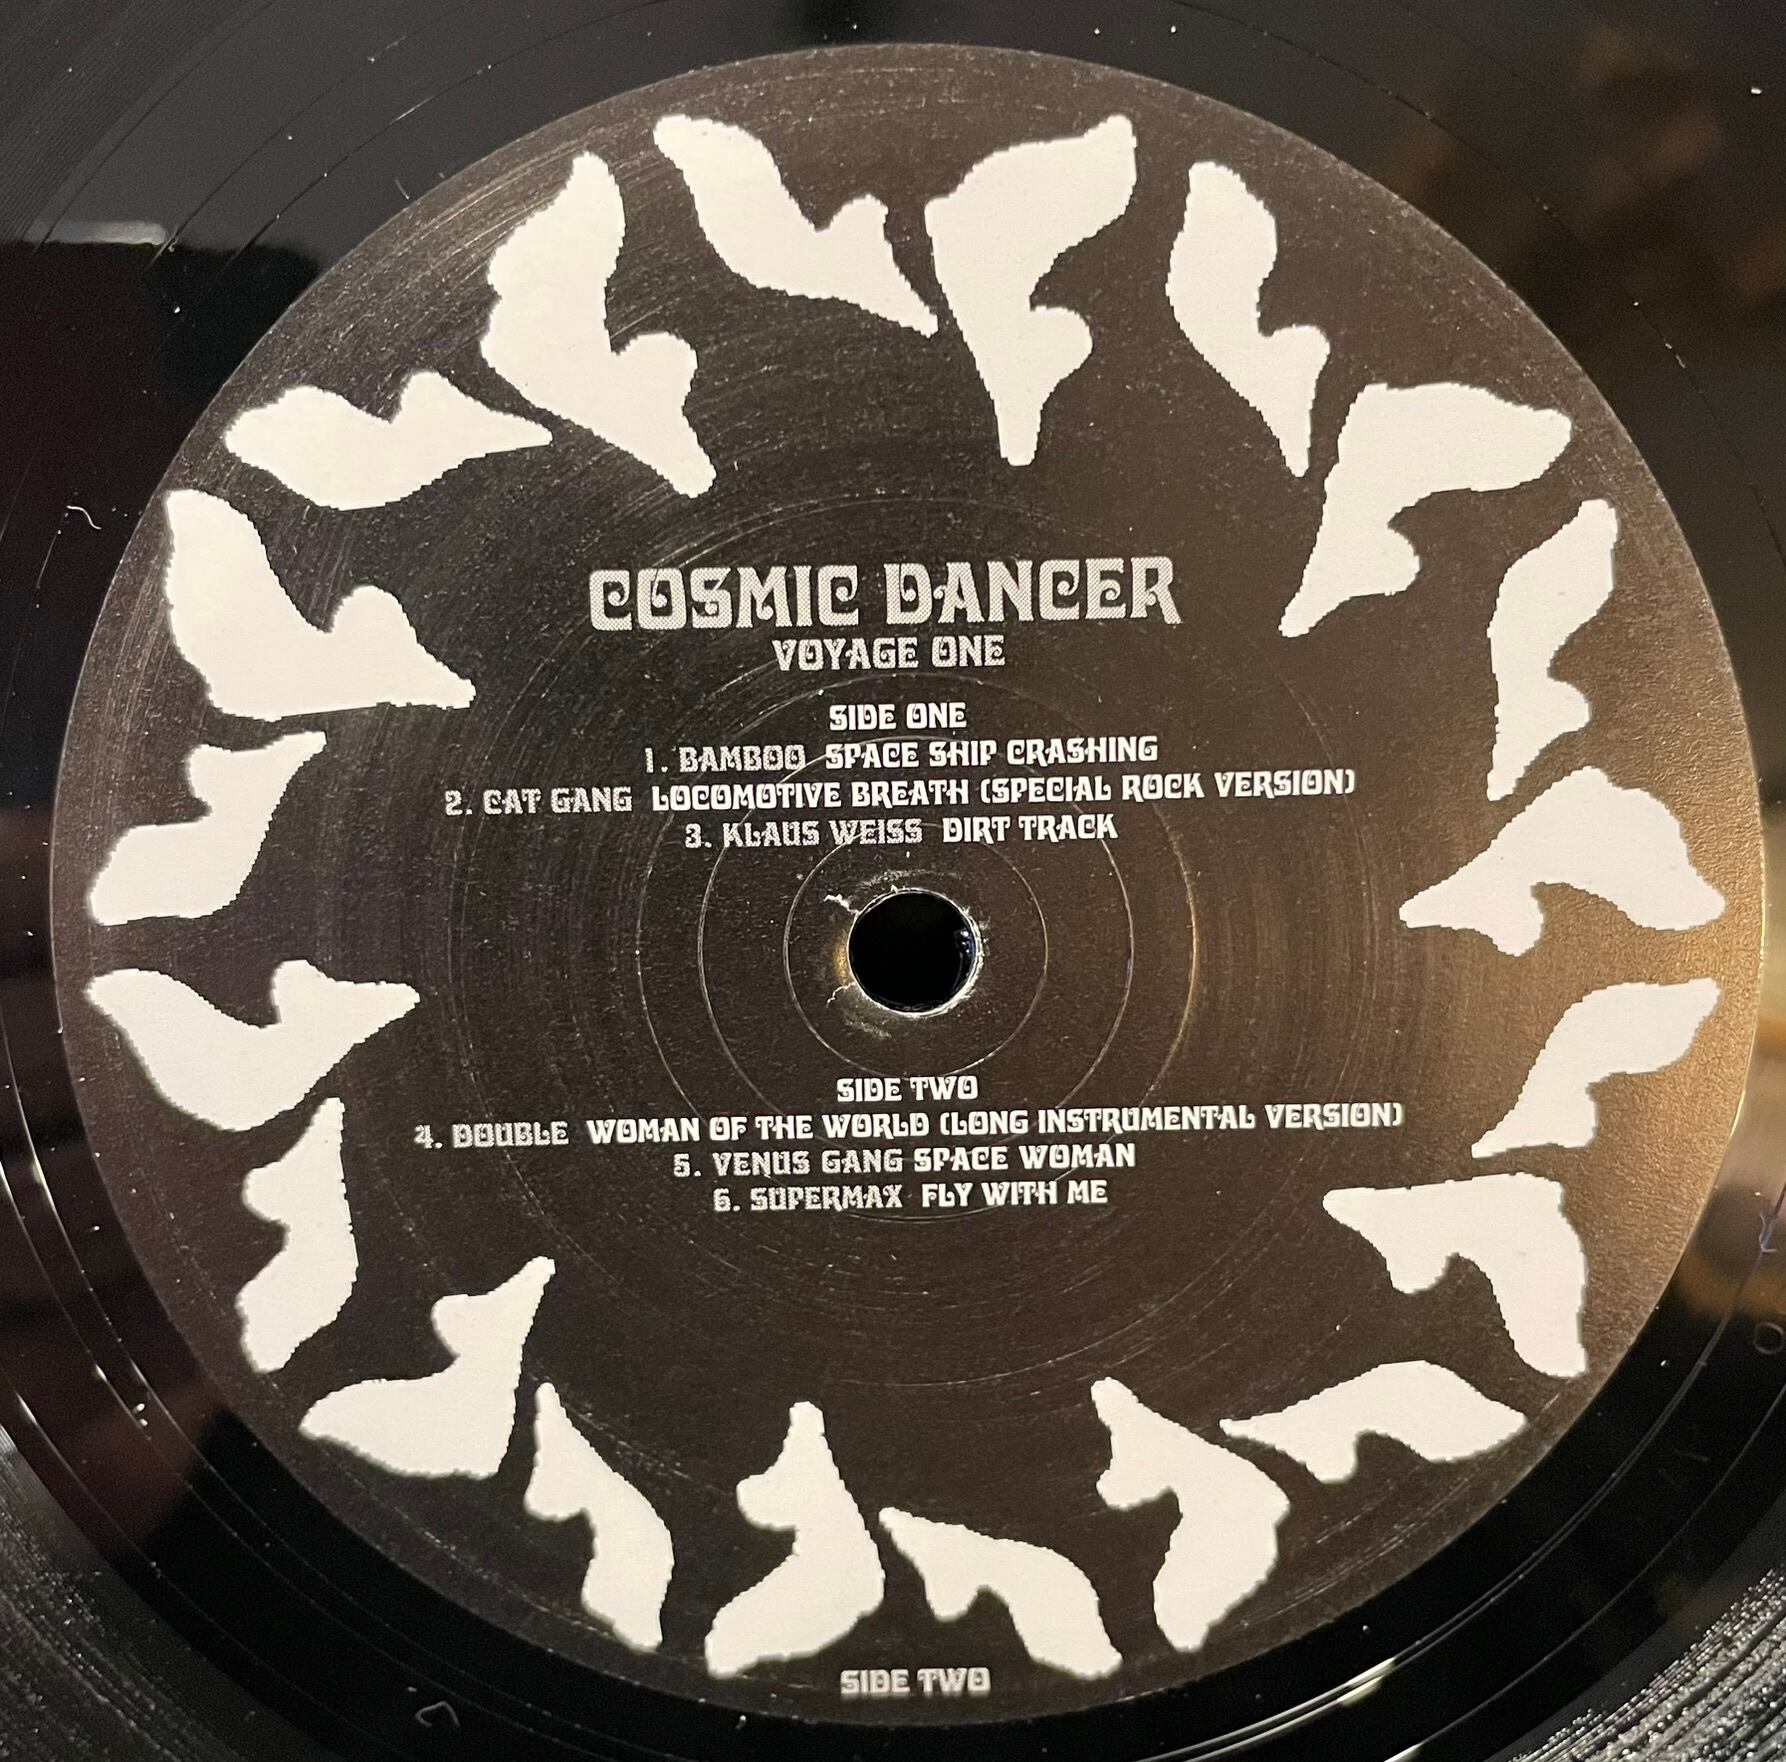 COSMIC DANCER
VOYAGE ONE
SIDE ONE
1. BAMBOO SPACE SHIP CRASHING
2. CAT GANG LOCOMOTIVE BREATH (SPECIAL ROCK VERSION)
3. KLAUS WEISS DIRT TRACK
SIDE TWO
4. DOUBLE WOMAN OF THE WORLD (LONG INSTRUMENTAL VERSION)
5. VENUS GANG SPACE WOMAN
6. SUPERMAX FLY WITH ME
SIDE TWO